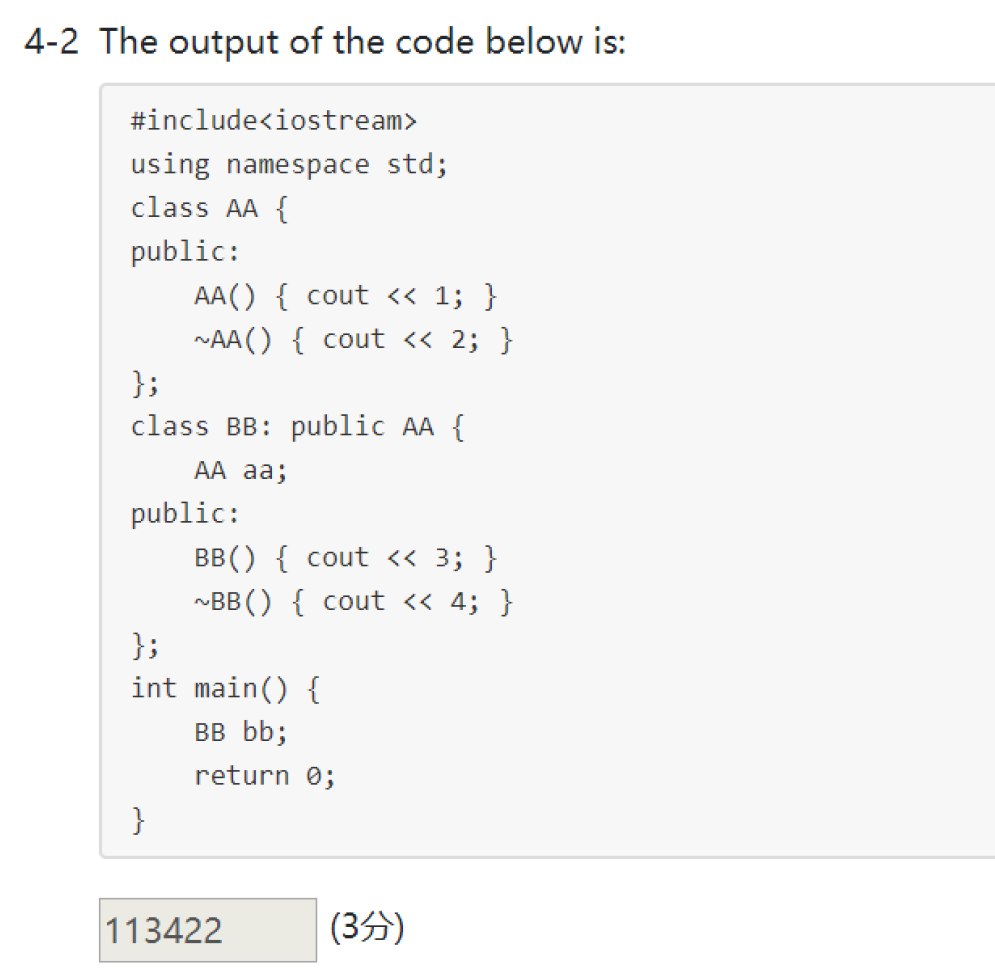 4-2 The output of the code below is:
#include<iostream>
using namespace std;
class AA {
public:
    AA() { cout << 1; }
    ~AA() { cout << 2; }
};
class BB: public AA {
    AA aa;
public:
    BB() { cout << 3; }
    ~BB() { cout << 4; }
};
int main() {
    BB bb;
    return 0;
}
113422 (3分)